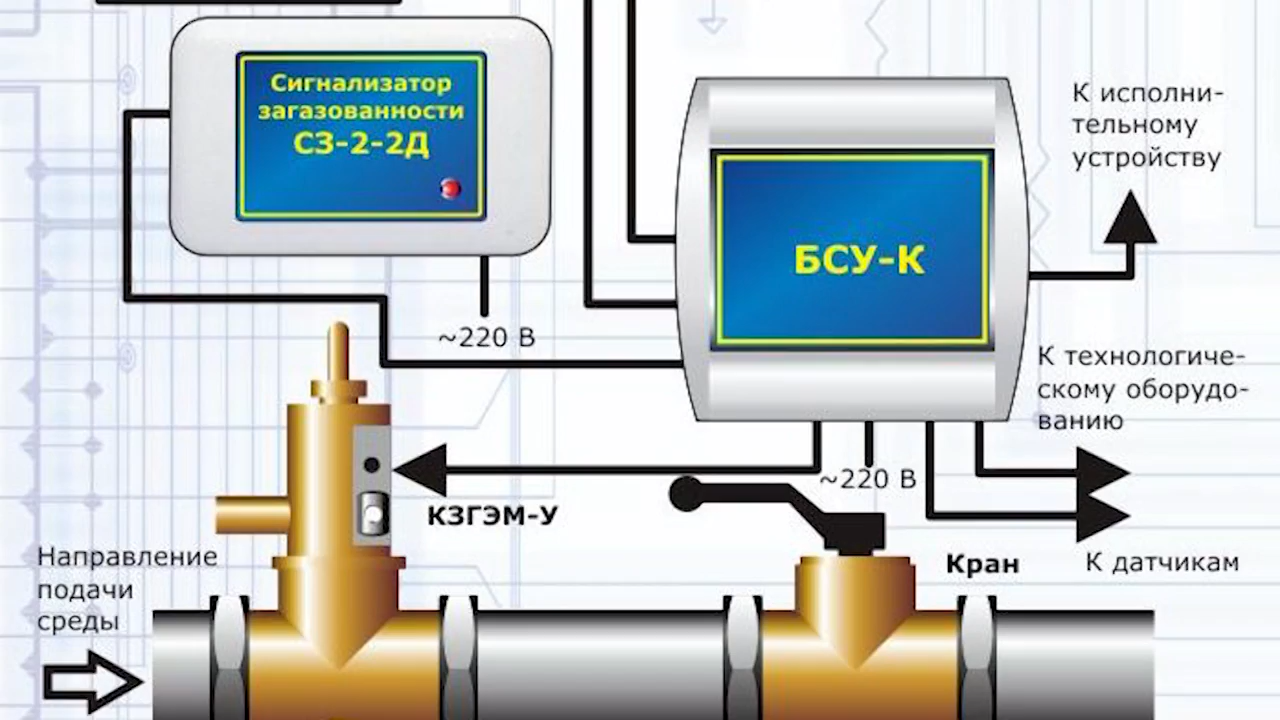 Сигнализатор
загазованности
СЗ-2-2Д
~220 В
БСУ-К
К исполни-
тельному
устройству
К технологиче-
скому оборудо-
ванию
~220 В
КЗГЭМ-У
Кран
К датчикам
Направление
подачи
среды